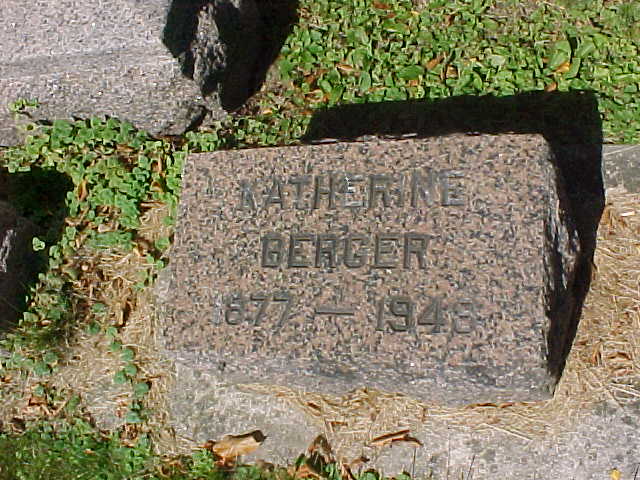 KATHERINE
BERGER
1877 — 1948